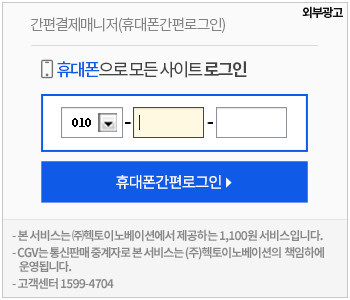 외부광고
간편결제매니저(휴대폰간편로그인)
휴대폰으로 모든 사이트 로그인
010 - -
휴대폰간편로그인
- 본 서비스는 ㈜헥토이노베이션에서 제공하는 1,100원 서비스입니다.
- CGV는 통신판매 중계자로 본 서비스는 (주)헥토이노베이션의 책임하에
운영됩니다.
- 고객센터 1599-4704